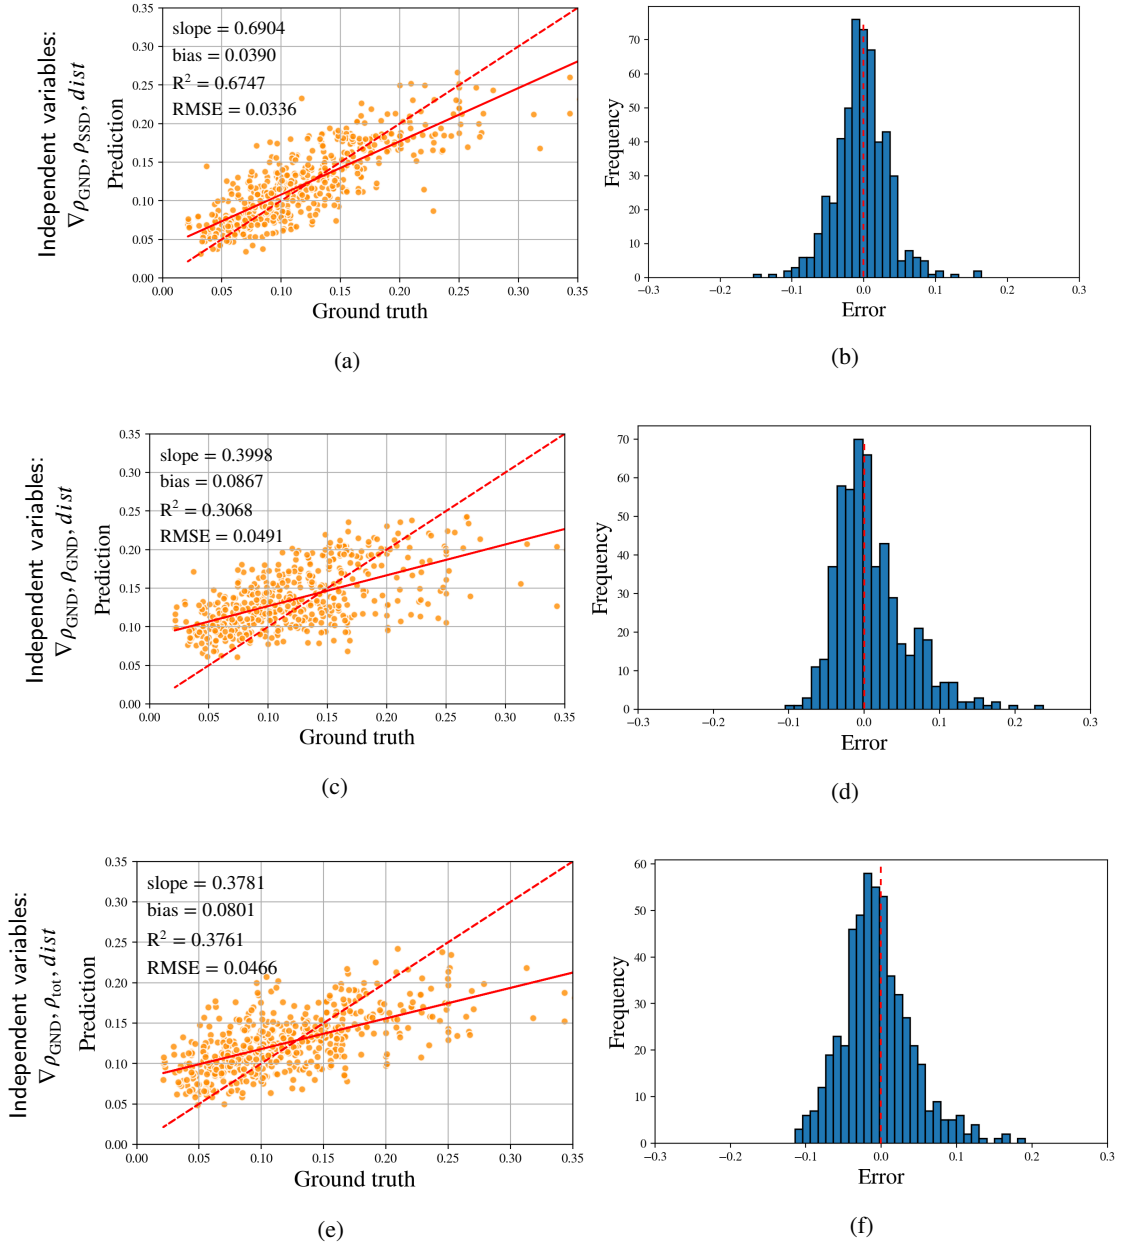 Independent variables:
∇ρGND, ρSSD, dist
slope = 0.6904
bias = 0.0390
R² = 0.6747
RMSE = 0.0336
Prediction
0.35
0.30
0.25
0.20
0.15
0.10
0.05
0.00
0.00 0.05 0.10 0.15 0.20 0.25 0.30 0.35
Ground truth
(a)
Frequency
70
60
50
40
30
20
10
0
−0.3 −0.2 −0.1 0.0 0.1 0.2 0.3
Error
(b)
Independent variables:
∇ρGND, ρGND, dist
slope = 0.3998
bias = 0.0867
R² = 0.3068
RMSE = 0.0491
Prediction
0.35
0.30
0.25
0.20
0.15
0.10
0.05
0.00
0.00 0.05 0.10 0.15 0.20 0.25 0.30 0.35
Ground truth
(c)
Frequency
70
60
50
40
30
20
10
0
−0.3 −0.2 −0.1 0.0 0.1 0.2 0.3
Error
(d)
Independent variables:
∇ρGND, ρtot, dist
slope = 0.3781
bias = 0.0801
R² = 0.3761
RMSE = 0.0466
Prediction
0.35
0.30
0.25
0.20
0.15
0.10
0.05
0.00
0.00 0.05 0.10 0.15 0.20 0.25 0.30 0.35
Ground truth
(e)
Frequency
60
50
40
30
20
10
0
−0.3 −0.2 −0.1 0.0 0.1 0.2 0.3
Error
(f)